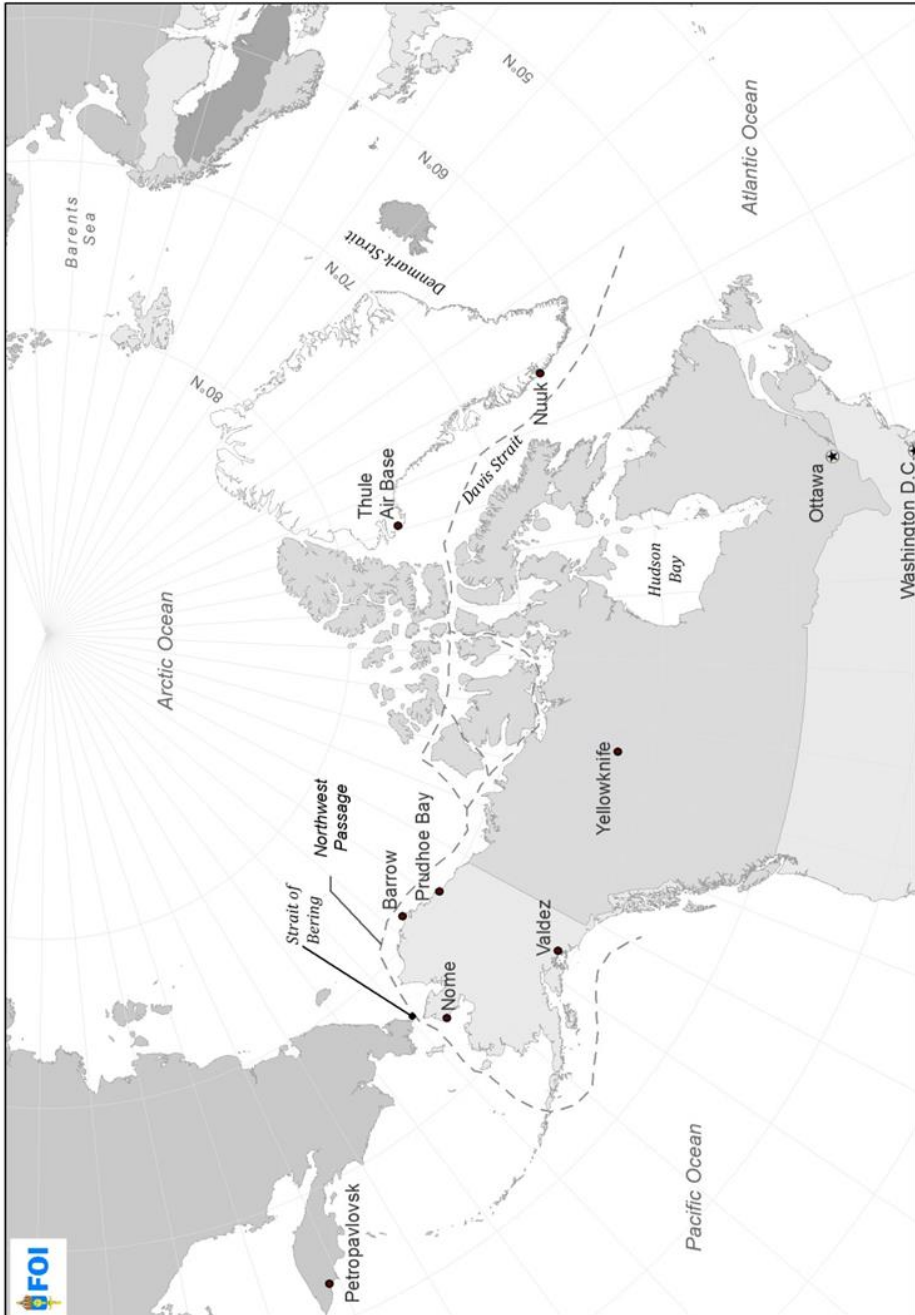 FOI
Barents
Sea
50°N
60°N
70°N
80°N
Denmark Strait
Atlantic Ocean
Arctic Ocean
Thule
Air Base
Nuuk
Davis Strait
Hudson
Bay
Ottawa
Washington D.C.
Northwest
Passage
Strait of
Bering
Barrow
Prudhoe Bay
Yellowknife
Nome
Valdez
Petropavlovsk
Pacific Ocean